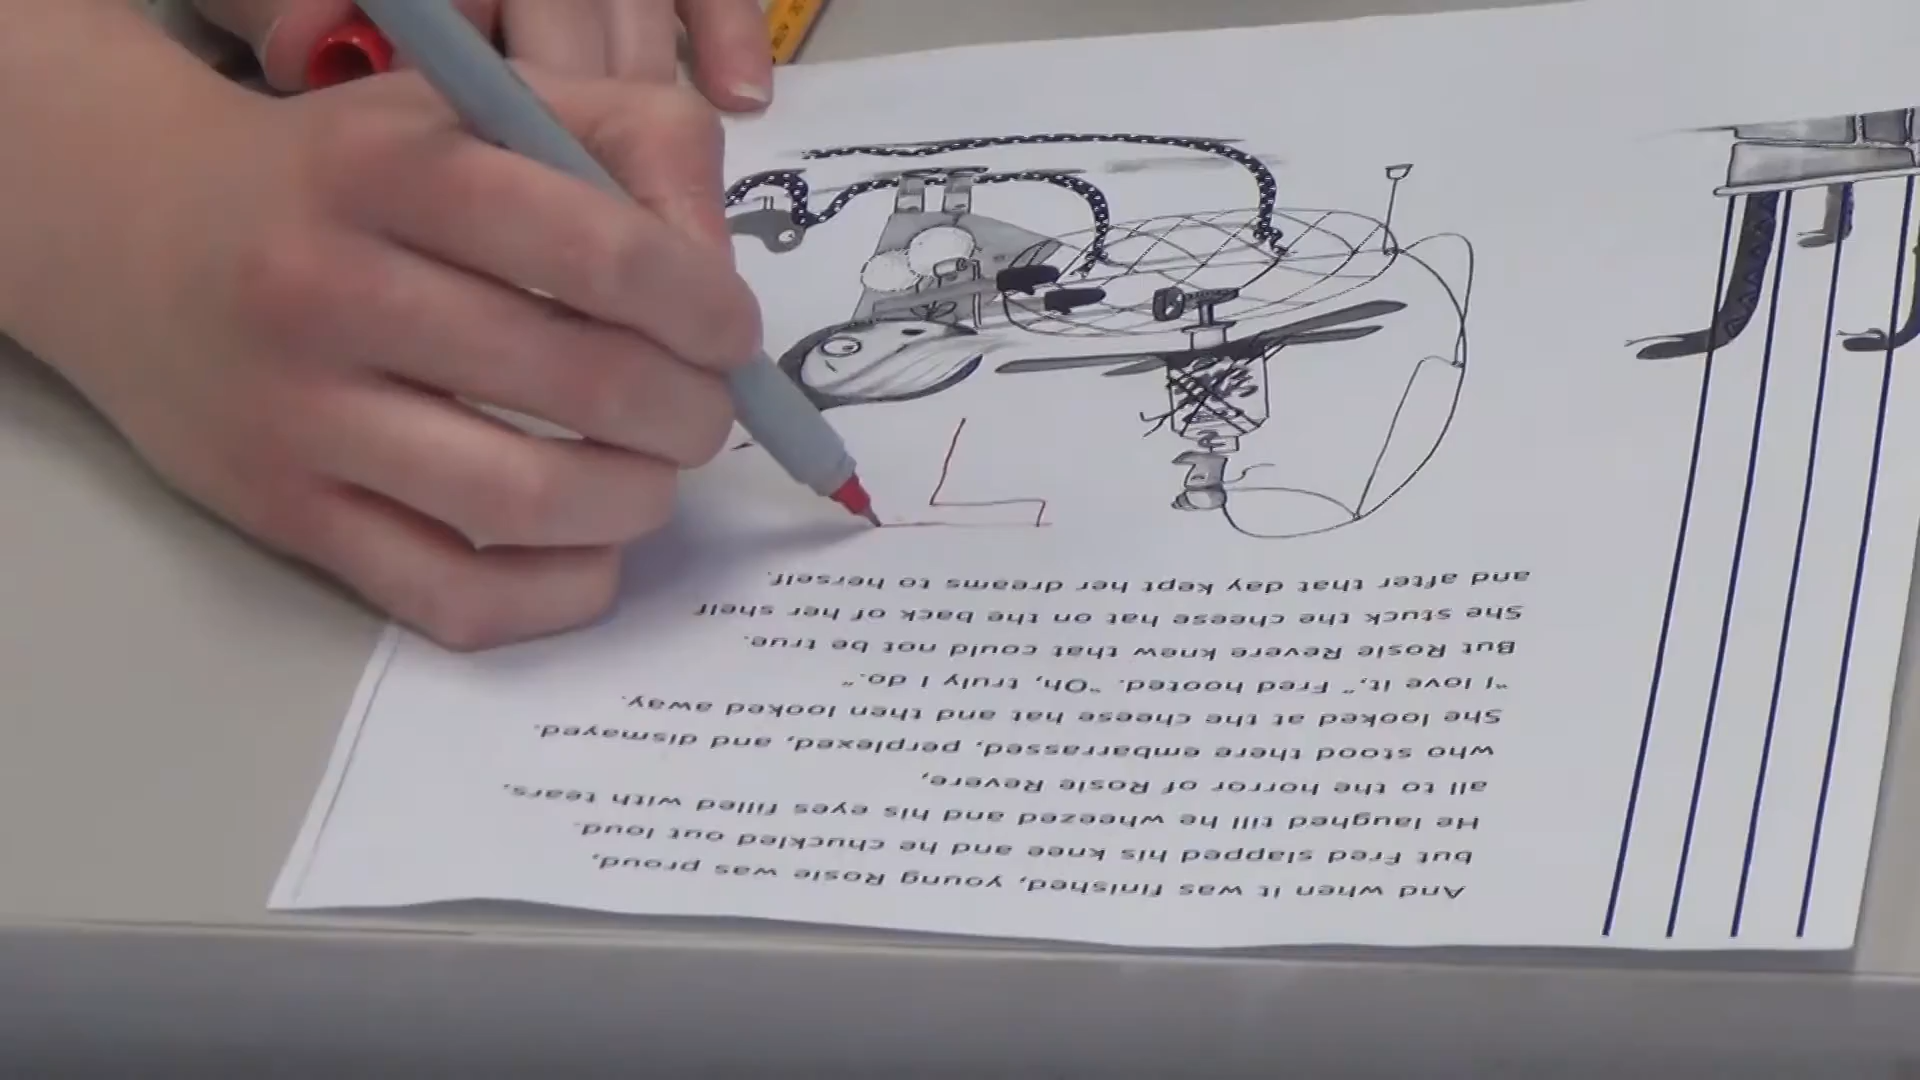 And when it was finished, young Rosie was proud,
but Fred slapped his knee and he chuckled out loud.
He laughed till he wheezed and his eyes filled with tears,
all to the horror of Rosie Revere,
who stood there embarrassed, perplexed, and dismayed.
She looked at the cheese hat and then looked away.
"I love it," Fred hooted. "Oh, truly I do."
But Rosie Revere knew that could not be true.
She stuck the cheese hat on the back of her shelf
and after that day kept her dreams to herself.